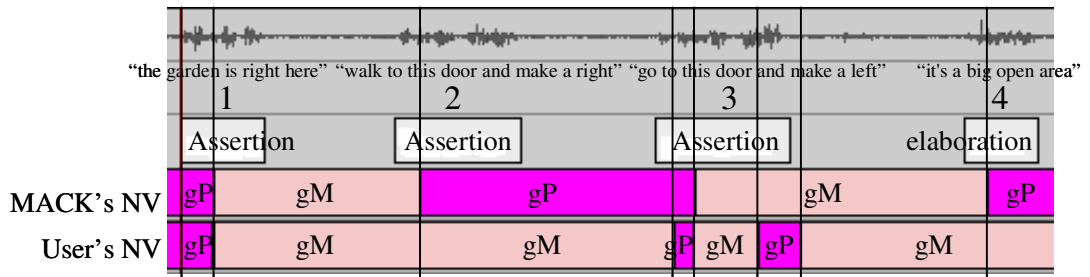 “the garden is right here” “walk to this door and make a right” “go to this door and make a left” “it's a big open area”
1 2 3 4
Assertion Assertion Assertion elaboration
MACK’s NV gP gM gP gM gP
User’s NV gP gM gM gP gM gP gM